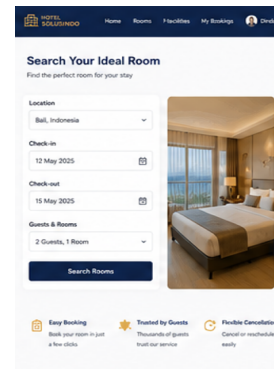 HOTEL
SOLUSINDO
Home Rooms Facilities My Bookings Dinda
Search Your Ideal Room
Find the perfect room for your stay
Location
Bali, Indonesia
Check-in
12 May 2025
Check-out
15 May 2025
Guests & Rooms
2 Guests, 1 Room
Search Rooms
Easy Booking
Book your room in just
a few clicks
Trusted by Guests
Thousands of guests
trust our service
Flexible Cancellation
Cancel or reschedule
easily